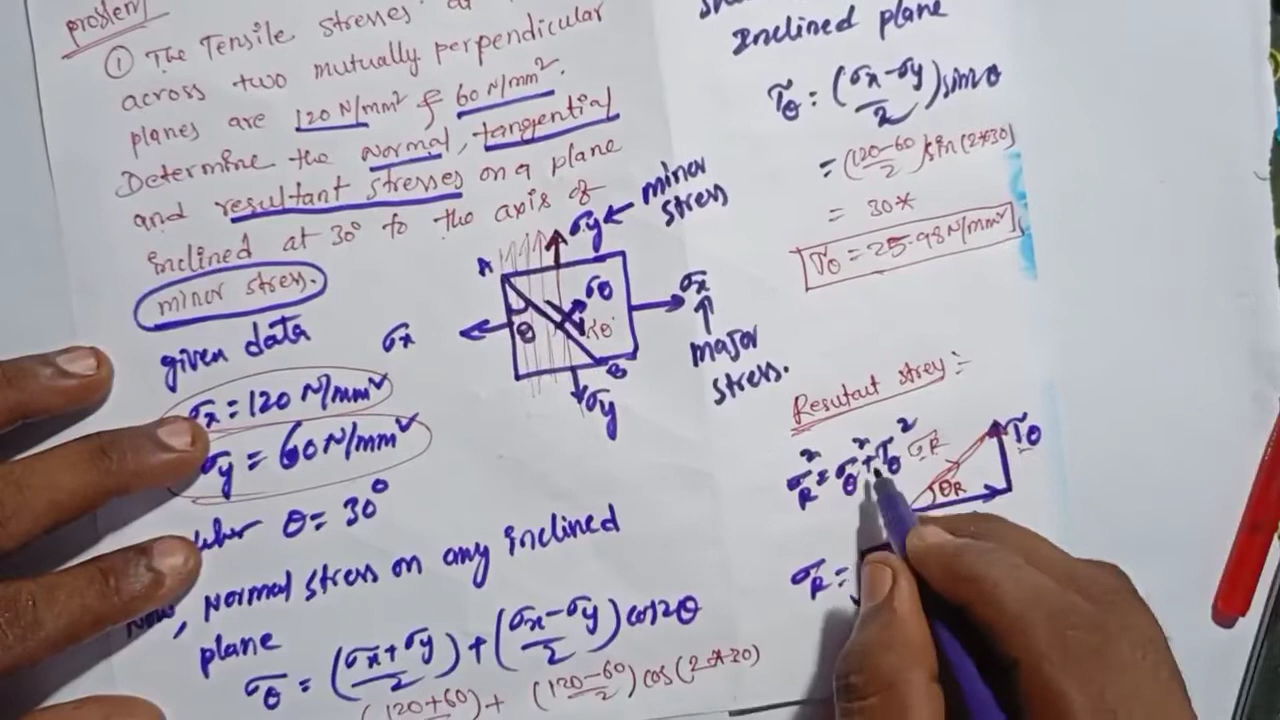 problem
① The Tensile stresses at
across two mutually perpendicular
planes are 120 N/mm² & 60 N/mm².
Determine the normal, tangential
and resultant stresses on a plane
inclined at 30° to the axis of
minor stress.
given data
σx = 120 N/mm²
σy = 60 N/mm²
θ = 30°
Now, Normal stress on any inclined
plane
σθ = (σx+σy/2) + (σx-σy/2) cos2θ
(120+60) + (120-60/2) cos(2*30)
A
σy ← minor
stress
σx
σθ
θ
τθ
σx
↑
major
stress.
B
σy
Inclined plane
τθ = (σx-σy/2) sin2θ
= (120-60/2) sin(2*30)
= 30*
τθ = 25.98 N/mm²
Resutaut stress :-
σR² = σθ² + τθ²
σR
τθ
θR
σR =